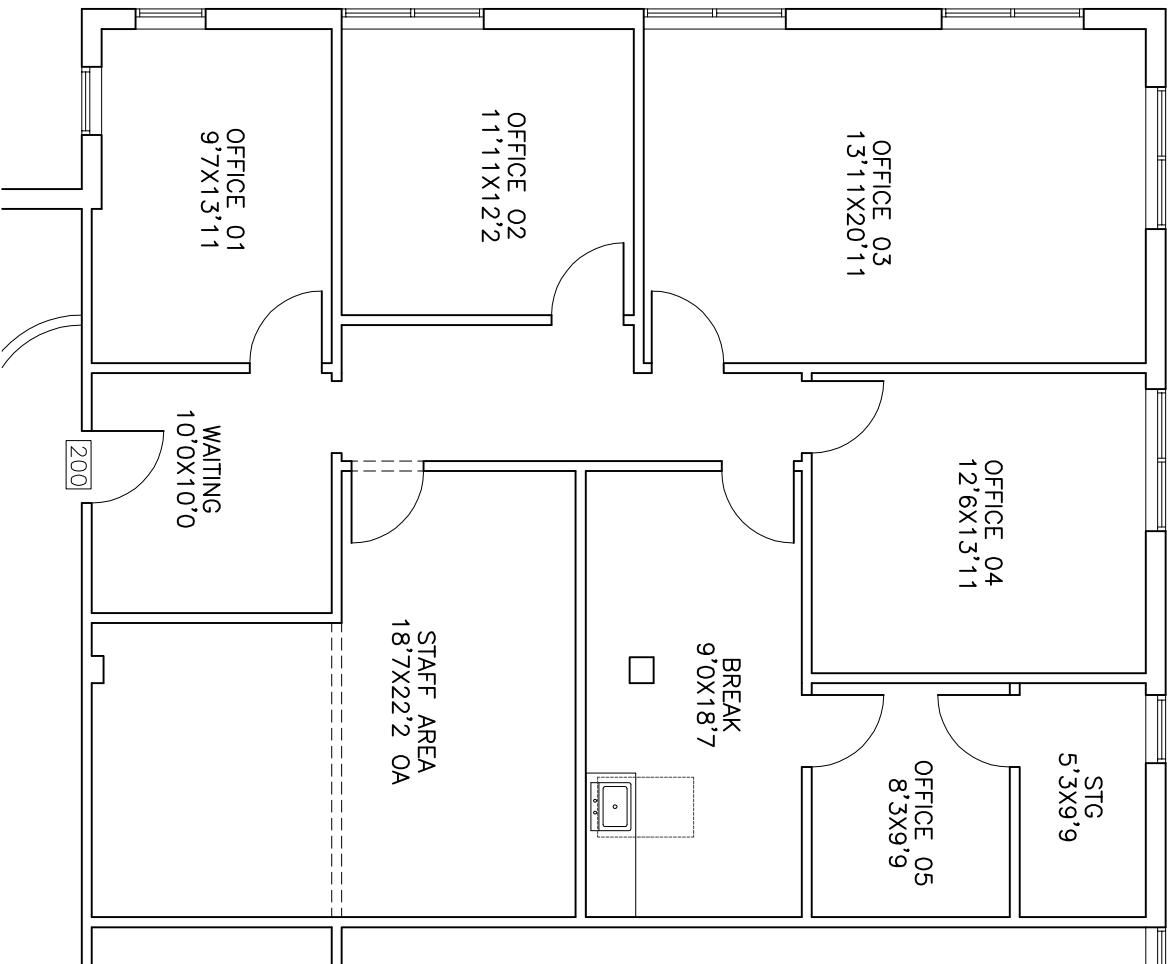 OFFICE 01
9'7X13'11
OFFICE 02
11'11X12'2
OFFICE 03
13'11X20'11
WAITING
10'0X10'0
200
OFFICE 04
12'6X13'11
STAFF AREA
18'7X22'2 OA
BREAK
9'0X18'7
OFFICE 05
8'3X9'9
STG
5'3X9'9